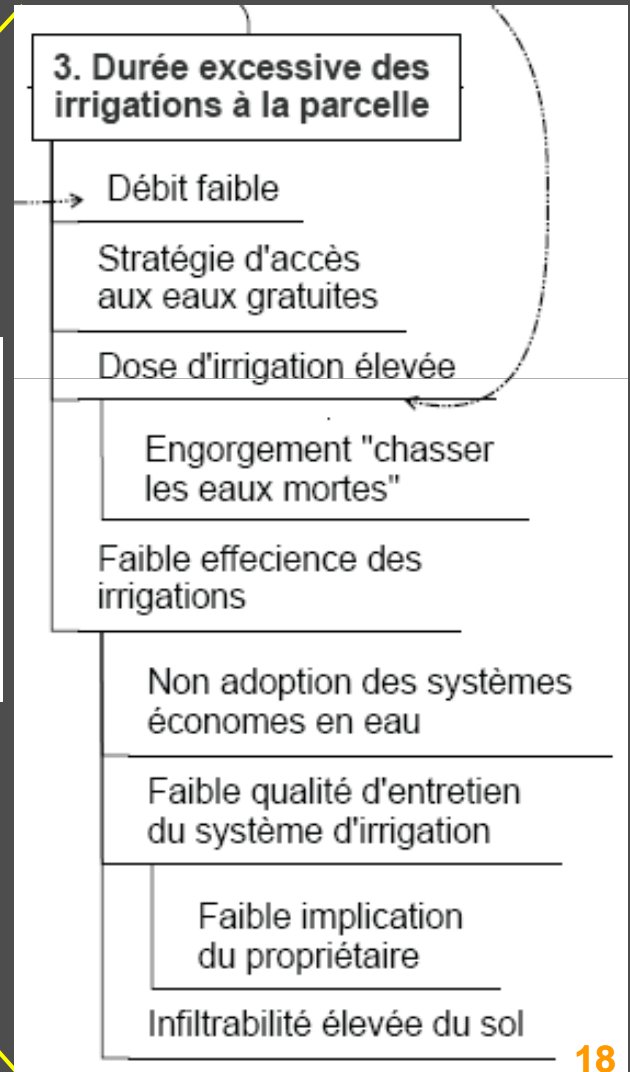 3. Durée excessive des
irrigations à la parcelle
Débit faible
Stratégie d'accès
aux eaux gratuites
Dose d'irrigation élevée
Engorgement "chasser
les eaux mortes"
Faible effecience des
irrigations
Non adoption des systèmes
économes en eau
Faible qualité d'entretien
du système d'irrigation
Faible implication
du propriétaire
Infiltrabilité élevée du sol
18